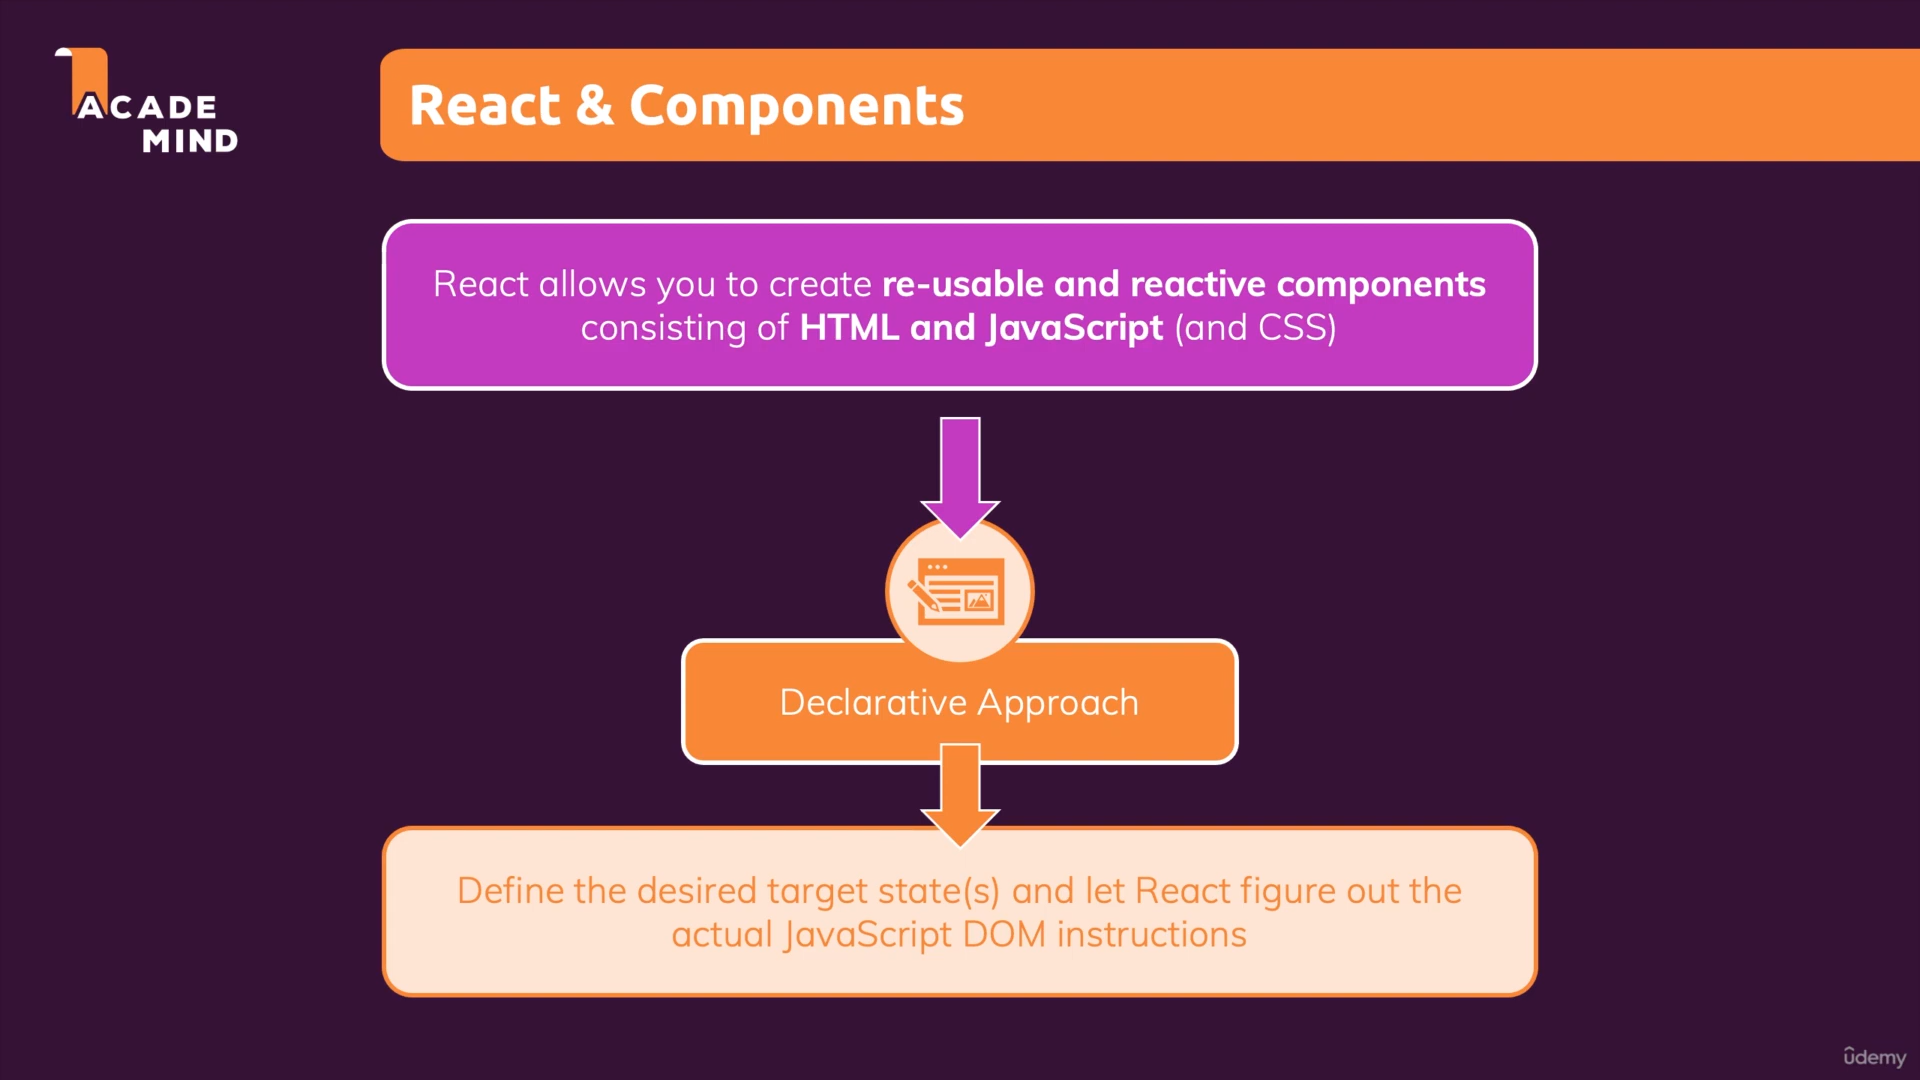 ACADE
MIND
React & Components
React allows you to create re-usable and reactive components
consisting of HTML and JavaScript (and CSS)
Declarative Approach
Define the desired target state(s) and let React figure out the
actual JavaScript DOM instructions
ûdemy